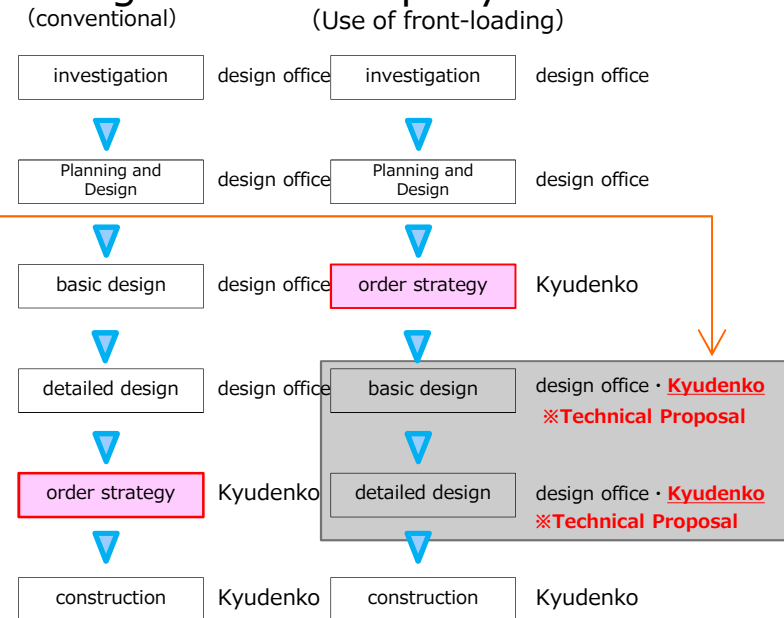 (conventional)
(Use of front-loading)
investigation
design office
investigation
design office
Planning and
Design
design office
Planning and
Design
design office
basic design
design office
order strategy
Kyudenko
detailed design
design office
basic design
design office・Kyudenko
※Technical Proposal
order strategy
Kyudenko
detailed design
design office・Kyudenko
※Technical Proposal
construction
Kyudenko
construction
Kyudenko